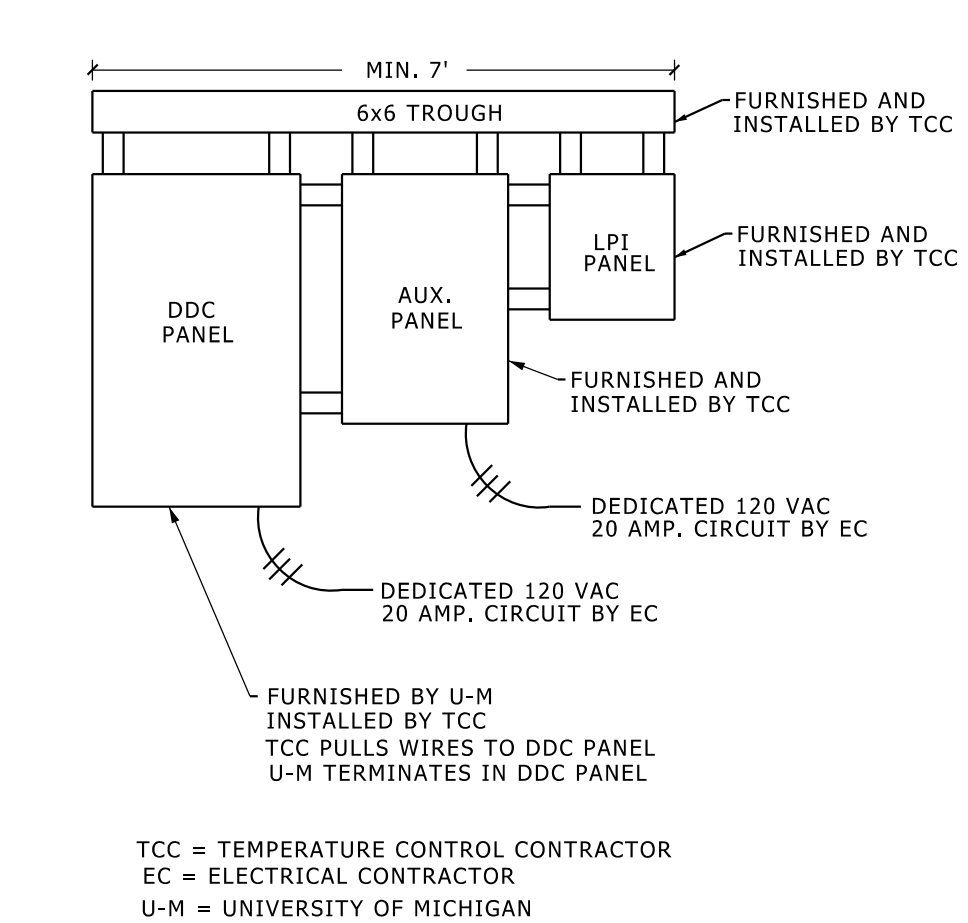 MIN. 7'
6x6 TROUGH
FURNISHED AND
INSTALLED BY TCC
LPI
PANEL
FURNISHED AND
INSTALLED BY TCC
DDC
PANEL
AUX.
PANEL
FURNISHED AND
INSTALLED BY TCC
DEDICATED 120 VAC
20 AMP. CIRCUIT BY EC
DEDICATED 120 VAC
20 AMP. CIRCUIT BY EC
FURNISHED BY U-M
INSTALLED BY TCC
TCC PULLS WIRES TO DDC PANEL
U-M TERMINATES IN DDC PANEL
TCC = TEMPERATURE CONTROL CONTRACTOR
EC = ELECTRICAL CONTRACTOR
U-M = UNIVERSITY OF MICHIGAN